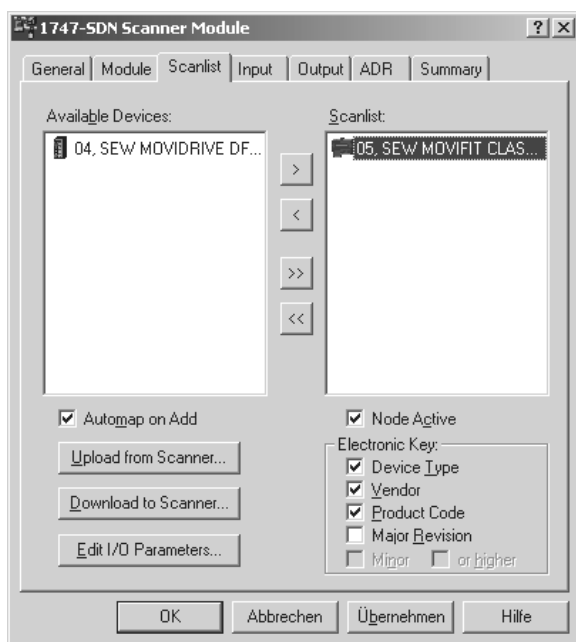 1747-SDN Scanner Module
General Module Scanlist Input Output ADR Summary
Available Devices:
04, SEW MOVIDRIVE DF...
>
<
>>
<<
Automap on Add
Upload from Scanner...
Download to Scanner...
Edit I/O Parameters...
Scanlist:
05, SEW MOVIFIT CLAS...
Node Active
Electronic Key:
Device Type
Vendor
Product Code
Major Revision
Minor or higher
OK Abbrechen Übernehmen Hilfe